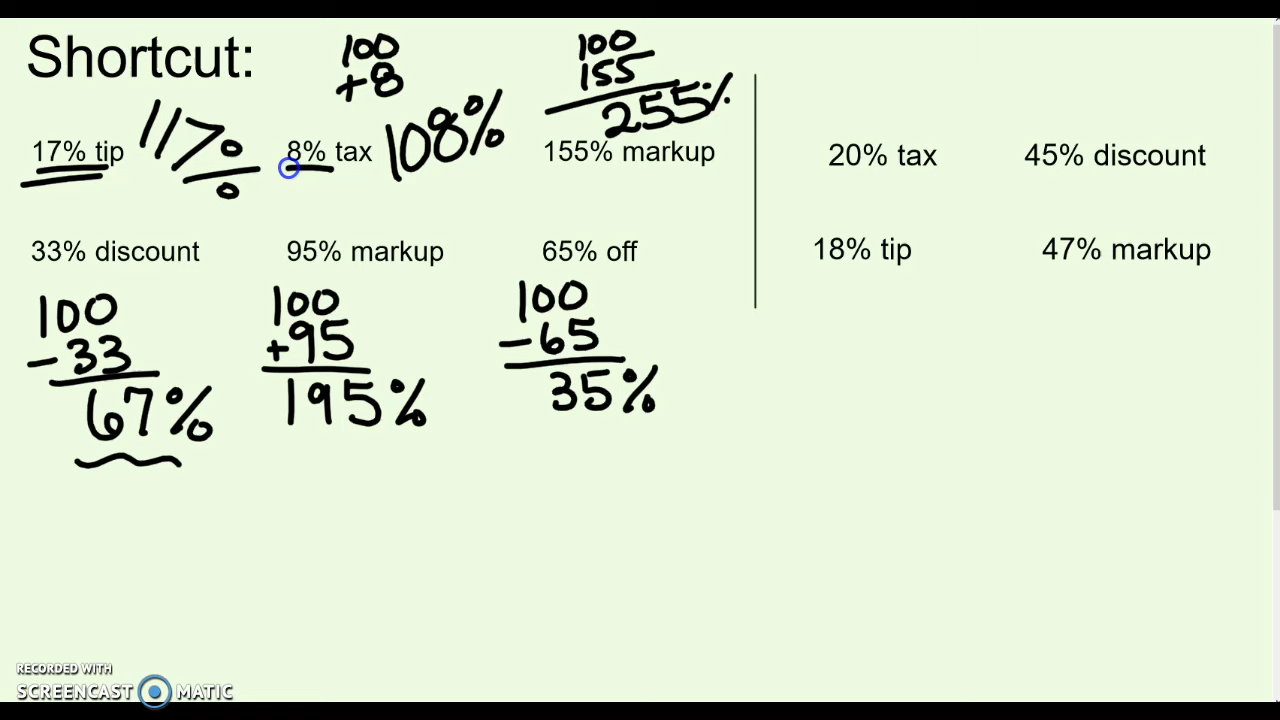 Shortcut:
100
+8
100
155
255%
17% tip
117%
8% tax
108%
155% markup
20% tax
45% discount
33% discount
95% markup
65% off
18% tip
47% markup
100
-33
67%
100
+95
195%
100
-65
35%
RECORDED WITH
SCREENCAST MATIC